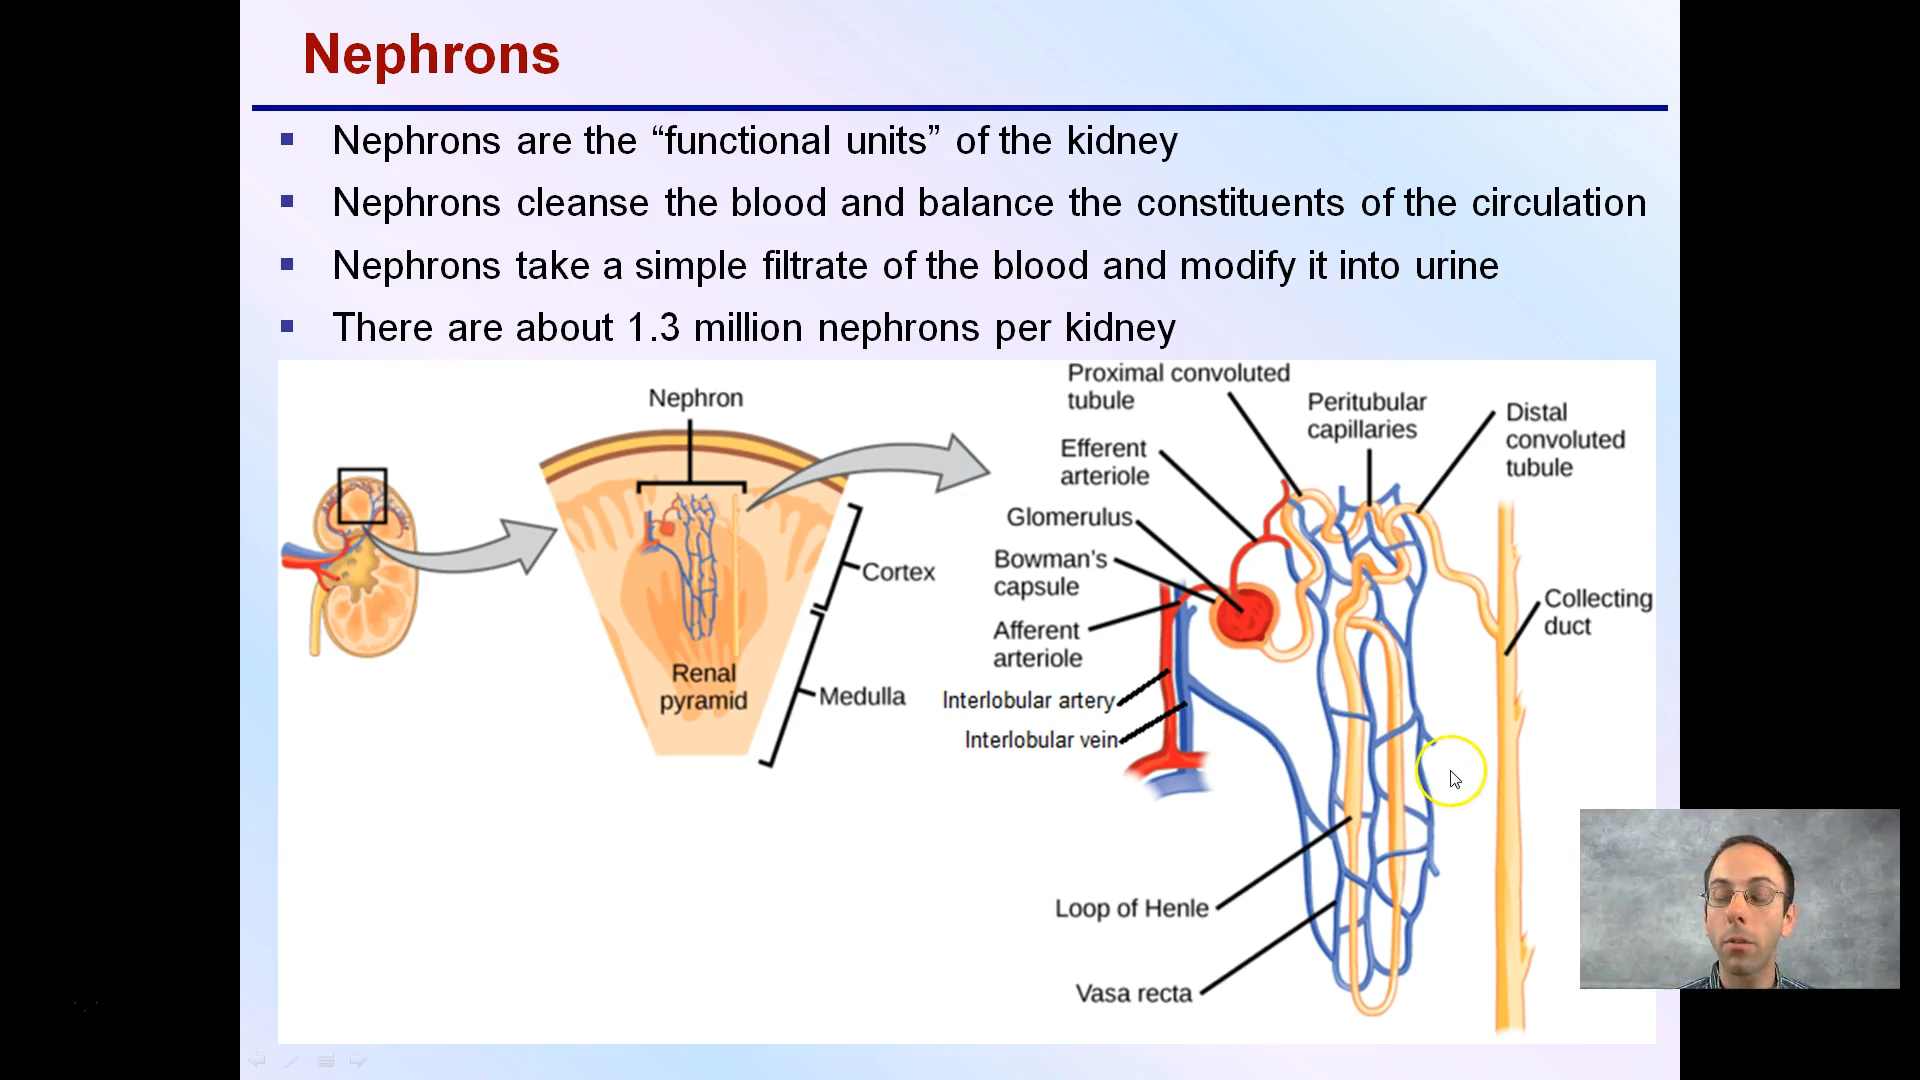 Nephrons
Nephrons are the “functional units” of the kidney
Nephrons cleanse the blood and balance the constituents of the circulation
Nephrons take a simple filtrate of the blood and modify it into urine
There are about 1.3 million nephrons per kidney
Nephron
Cortex
Renal
pyramid
Medulla
Proximal convoluted
tubule
Peritubular
capillaries
Distal
convoluted
tubule
Efferent
arteriole
Glomerulus
Bowman's
capsule
Afferent
arteriole
Interlobular artery
Interlobular vein
Collecting
duct
Loop of Henle
Vasa recta